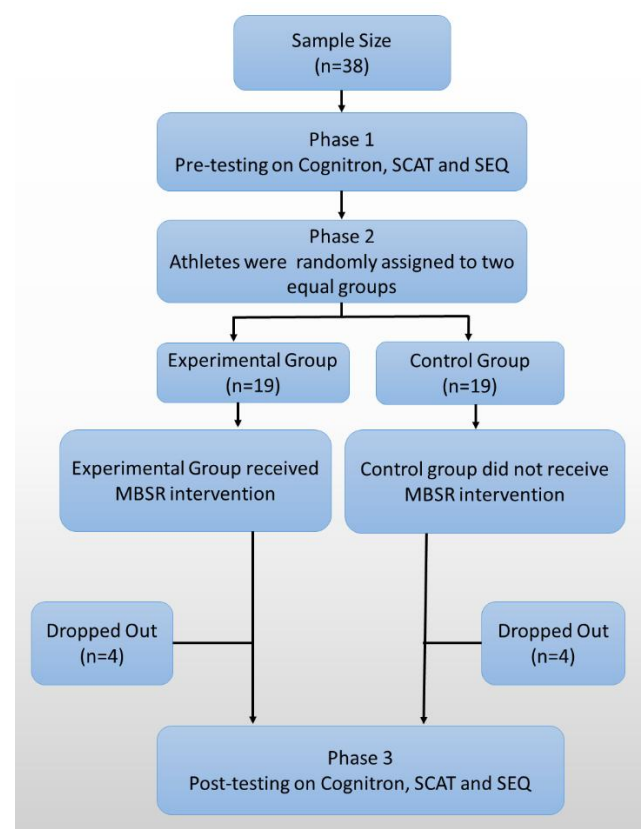 Sample Size
(n=38)
Phase 1
Pre-testing on Cognitron, SCAT and SEQ
Phase 2
Athletes were randomly assigned to two
equal groups
Experimental Group
(n=19)
Control Group
(n=19)
Experimental Group received
MBSR intervention
Control group did not receive
MBSR intervention
Dropped Out
(n=4)
Dropped Out
(n=4)
Phase 3
Post-testing on Cognitron, SCAT and SEQ